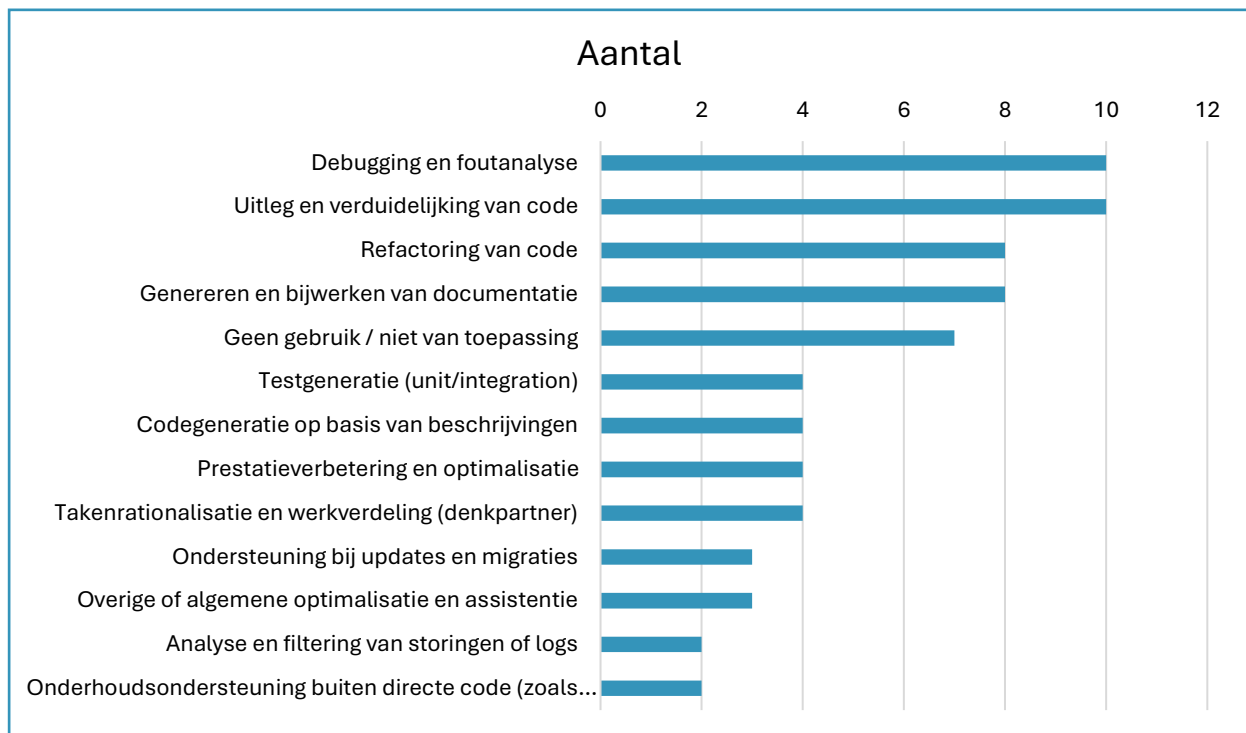 Aantal
0 2 4 6 8 10 12
Debugging en foutanalyse
Uitleg en verduidelijking van code
Refactoring van code
Genereren en bijwerken van documentatie
Geen gebruik / niet van toepassing
Testgeneratie (unit/integration)
Codegeneratie op basis van beschrijvingen
Prestatieverbetering en optimalisatie
Takenrationalisatie en werkverdeling (denkpartner)
Ondersteuning bij updates en migraties
Overige of algemene optimalisatie en assistentie
Analyse en filtering van storingen of logs
Onderhoudsondersteuning buiten directe code (zoals...